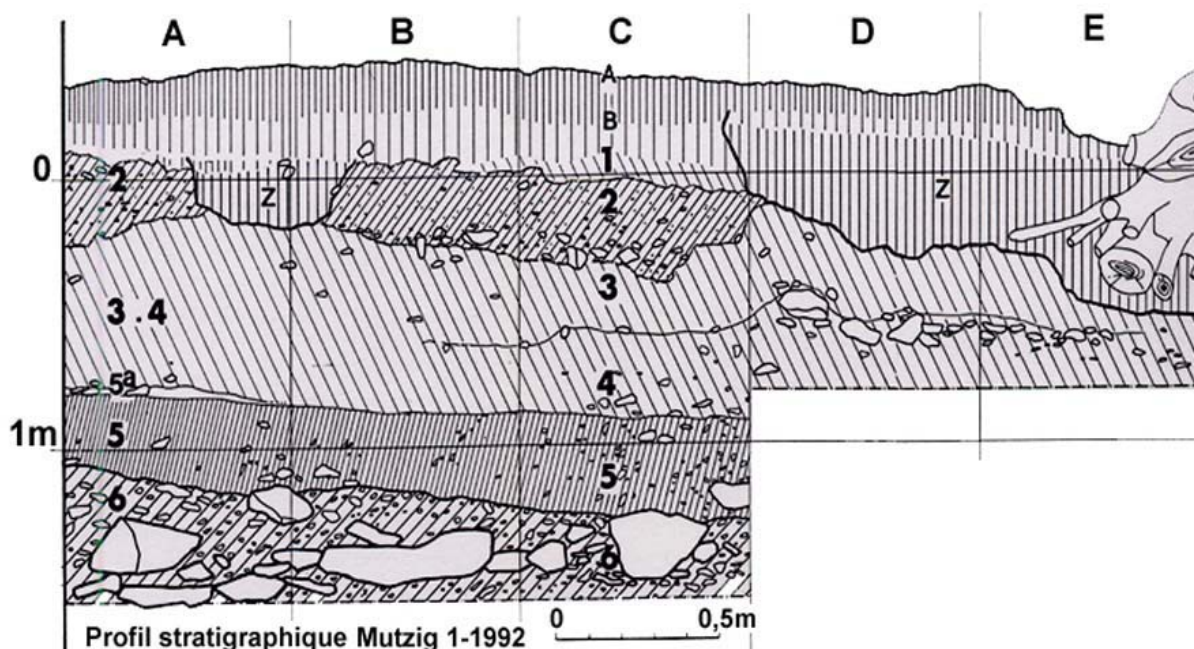 A B C D E
A
B
1
0 2 Z 2 Z
3 . 4 3
5a 4
1m 5 5
6 6
Profil stratigraphique Mutzig 1-1992 0 0,5m